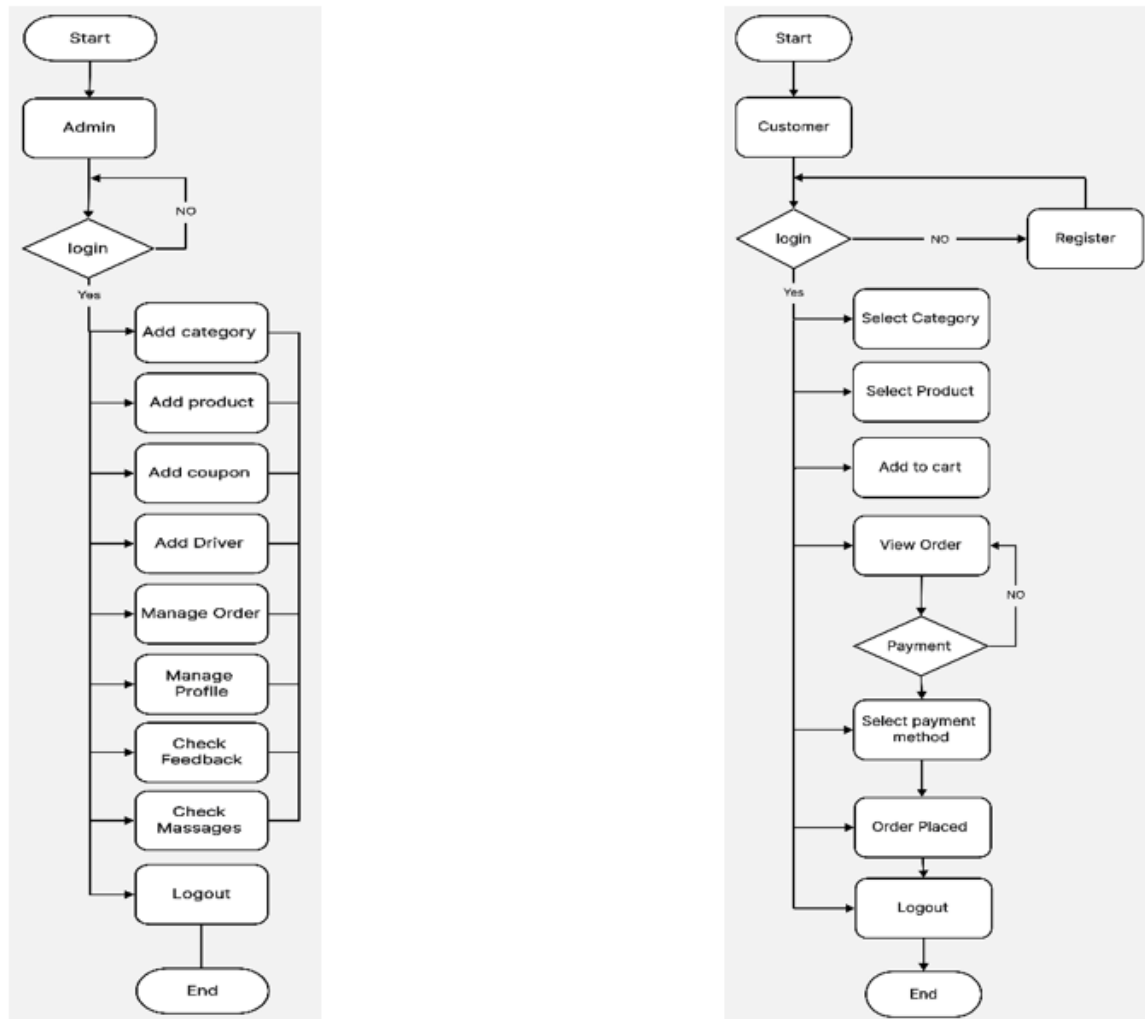 Start
Admin
NO
login
Yes
Add category
Add product
Add coupon
Add Driver
Manage Order
Manage
Profile
Check
Feedback
Check
Massages
Logout
End
Start
Customer
login
NO
Register
Yes
Select Category
Select Product
Add to cart
View Order
NO
Payment
Select payment
method
Order Placed
Logout
End